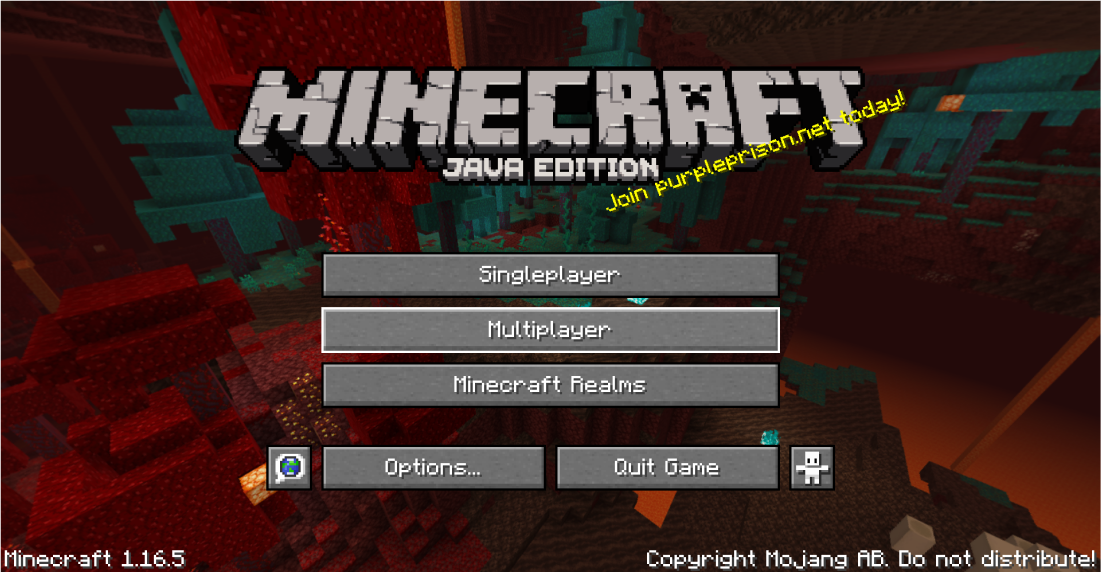 MINECRAFT
JAVA EDITION
Join purpleprison.net today!
Singleplayer
Multiplayer
Minecraft Realms
Options...
Quit Game
Minecraft 1.16.5
Copyright Mojang AB. Do not distribute!